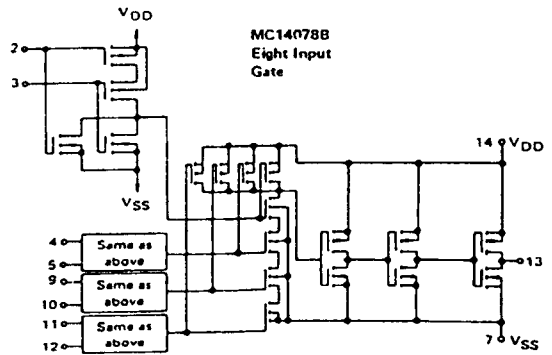 VDD
MC14078B
Eight Input
Gate
2
3
14 VDD
VSS
4
5
Same as
above
9
10
Same as
above
13
11
12
Same as
above
7 VSS